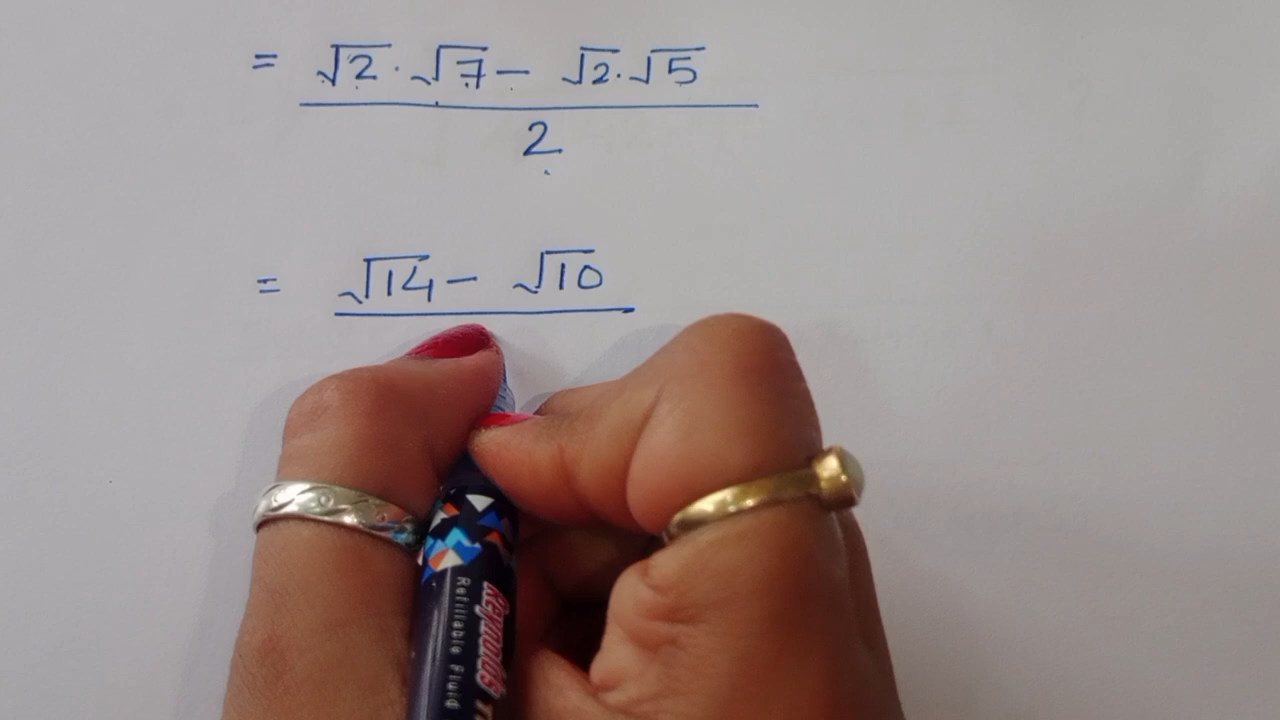 = √2 · √7 - √2 · √5
2
= √14 - √10
Reynolds
Refillable Fluid